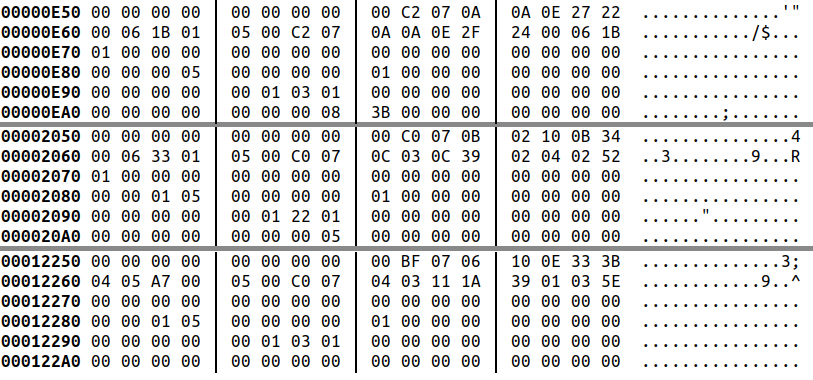 00000E50 00 00 00 00 00 00 00 00 00 C2 07 0A 0A 0E 27 22 ..............'"
00000E60 00 06 1B 01 05 00 C2 07 0A 0A 0E 2F 24 00 06 1B .........../$...
00000E70 01 00 00 00 00 00 00 00 00 00 00 00 00 00 00 00 ................
00000E80 00 00 00 05 00 00 00 00 01 00 00 00 00 00 00 00 ................
00000E90 00 00 00 00 00 01 03 01 00 00 00 00 00 00 00 00 ................
00000EA0 00 00 00 00 00 00 00 08 3B 00 00 00 00 00 00 00 ........;.......
00002050 00 00 00 00 00 00 00 00 00 C0 07 0B 02 10 0B 34 ...............4
00002060 00 06 33 01 05 00 C0 07 0C 03 0C 39 02 04 02 52 ..3........9...R
00002070 01 00 00 00 00 00 00 00 00 00 00 00 00 00 00 00 ................
00002080 00 00 01 05 00 00 00 00 01 00 00 00 00 00 00 00 ................
00002090 00 00 00 00 00 01 22 01 00 00 00 00 00 00 00 00 ......".........
000020A0 00 00 00 00 00 00 00 05 00 00 00 00 00 00 00 00 ................
00012250 00 00 00 00 00 00 00 00 00 BF 07 06 10 0E 33 3B ..............3;
00012260 04 05 A7 00 05 00 C0 07 04 03 11 1A 39 01 03 5E ............9..^
00012270 00 00 00 00 00 00 00 00 00 00 00 00 00 00 00 00 ................
00012280 00 00 01 05 00 00 00 00 01 00 00 00 00 00 00 00 ................
00012290 00 00 00 00 00 01 03 01 00 00 00 00 00 00 00 00 ................
000122A0 00 00 00 00 00 00 00 00 00 00 00 00 00 00 00 00 ................